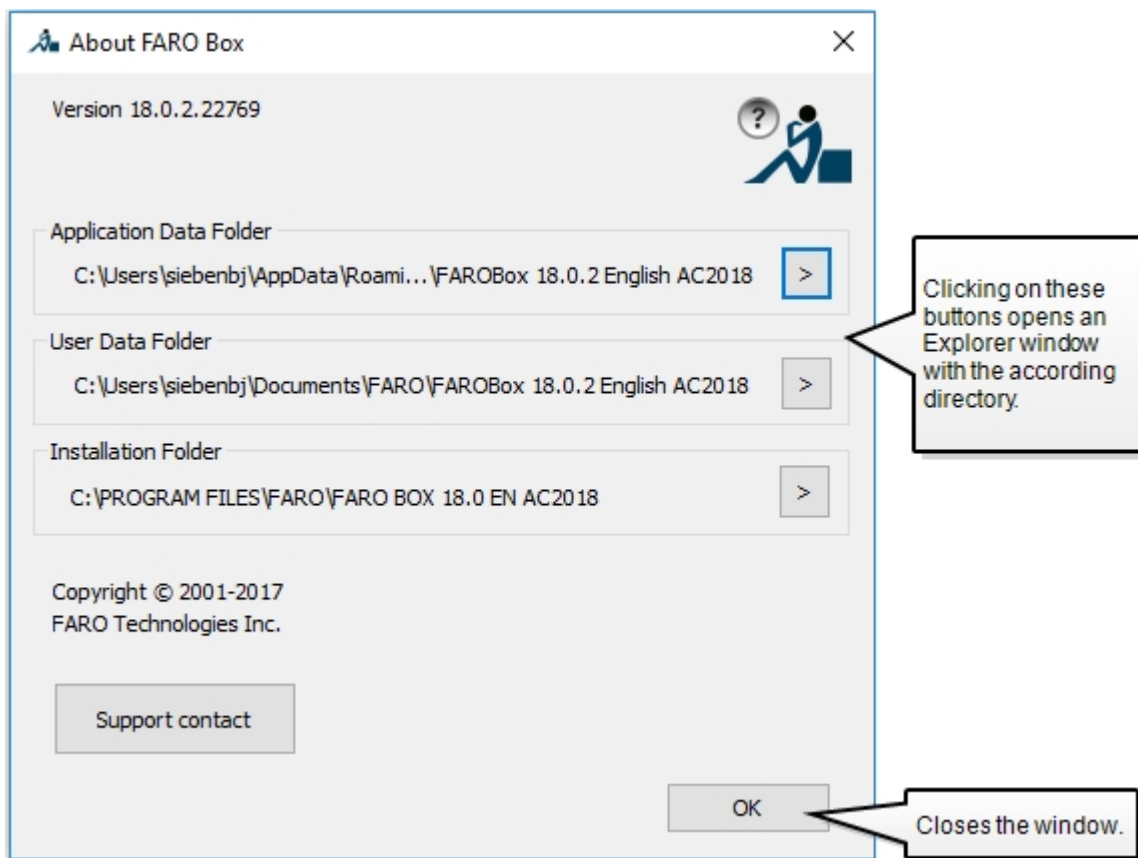 About FARO Box
Version 18.0.2.22769
?
Application Data Folder
C:\Users\siebenbj\AppData\Roami...\FAROBox 18.0.2 English AC2018
>
User Data Folder
C:\Users\siebenbj\Documents\FARO\FAROBox 18.0.2 English AC2018
>
Installation Folder
C:\PROGRAM FILES\FARO\FARO BOX 18.0 EN AC2018
>
Clicking on these
buttons opens an
Explorer window
with the according
directory.
Copyright © 2001-2017
FARO Technologies Inc.
Support contact
OK
Closes the window.